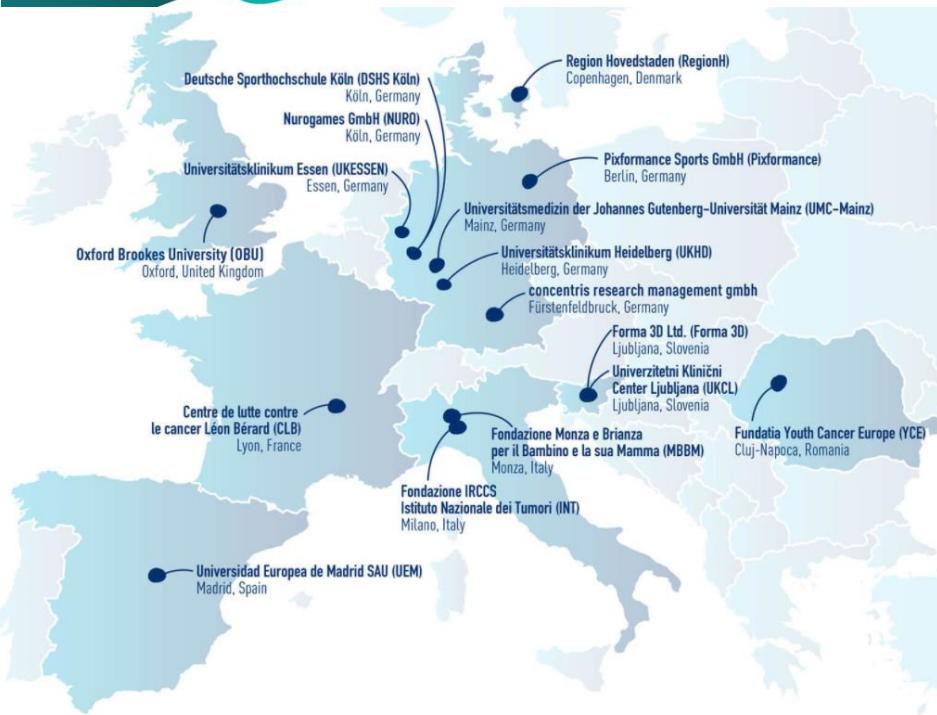 Region Hovedstaden (RegionH)
Copenhagen, Denmark
Deutsche Sporthochschule Köln (DSHS Köln)
Köln, Germany
Nurogames GmbH (NURO)
Köln, Germany
Pixformance Sports GmbH (Pixformance)
Berlin, Germany
Universitätsklinikum Essen (UKESSEN)
Essen, Germany
Universitätsmedizin der Johannes Gutenberg-Universität Mainz (UMC-Mainz)
Mainz, Germany
Oxford Brookes University (OBU)
Oxford, United Kingdom
Universitätsklinikum Heidelberg (UKHD)
Heidelberg, Germany
concentris research management gmbh
Fürstenfeldbruck, Germany
Forma 3D Ltd. (Forma 3D)
Ljubljana, Slovenia
Univerzitetni Klinični
Center Ljubljana (UKCL)
Ljubljana, Slovenia
Centre de lutte contre
le cancer Léon Bérard (CLB)
Lyon, France
Fondazione Monza e Brianza
per il Bambino e la sua Mamma (MBBM)
Monza, Italy
Fundatia Youth Cancer Europe (YCE)
Cluj-Napoca, Romania
Fondazione IRCCS
Istituto Nazionale dei Tumori (INT)
Milano, Italy
Universidad Europea de Madrid SAU (UEM)
Madrid, Spain